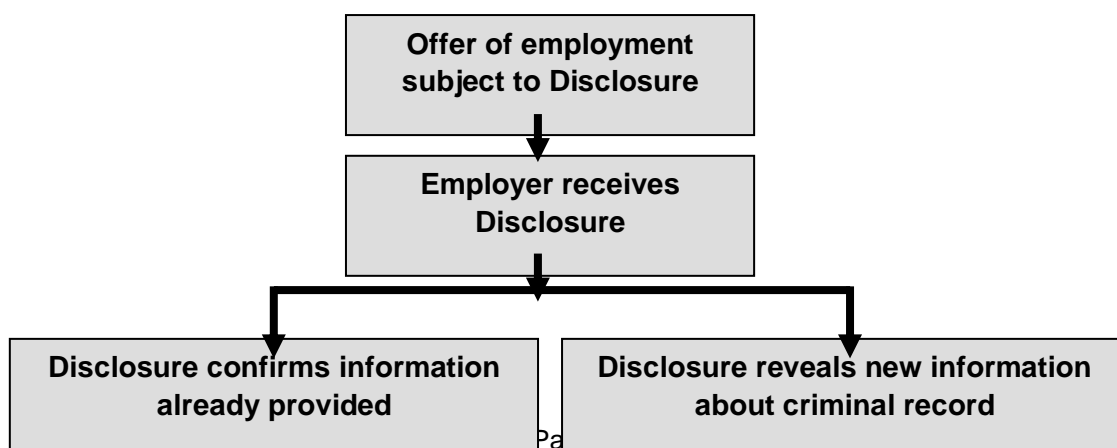 Offer of employment
subject to Disclosure
Employer receives
Disclosure
Disclosure confirms information
already provided
Disclosure reveals new information
about criminal record